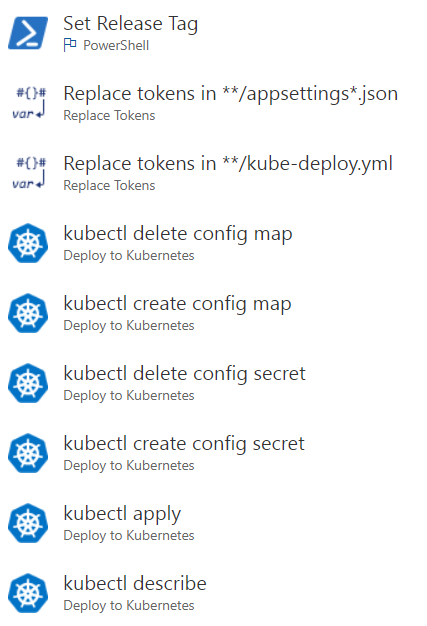 Set Release Tag
PowerShell
#{}#
var
Replace tokens in **/appsettings*.json
Replace Tokens
#{}#
var
Replace tokens in **/kube-deploy.yml
Replace Tokens
kubectl delete config map
Deploy to Kubernetes
kubectl create config map
Deploy to Kubernetes
kubectl delete config secret
Deploy to Kubernetes
kubectl create config secret
Deploy to Kubernetes
kubectl apply
Deploy to Kubernetes
kubectl describe
Deploy to Kubernetes